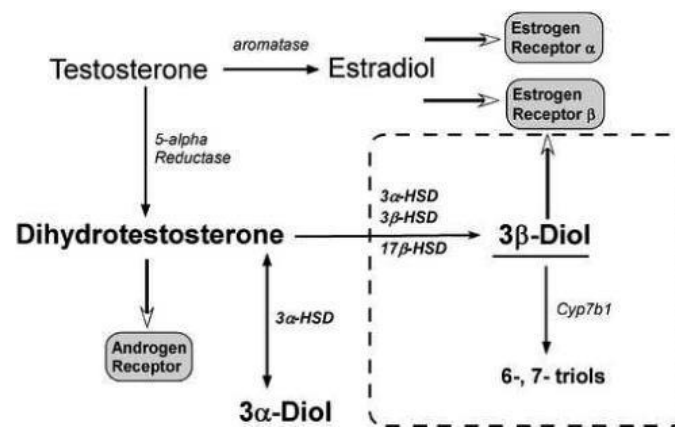 aromatase
Testosterone
Estradiol
Estrogen
Receptor α
Estrogen
Receptor β
5-alpha
Reductase
3α-HSD
3β-HSD
17β-HSD
Dihydrotestosterone
3β-Diol
3α-HSD
Cyp7b1
Androgen
Receptor
6-, 7- triols
3α-Diol